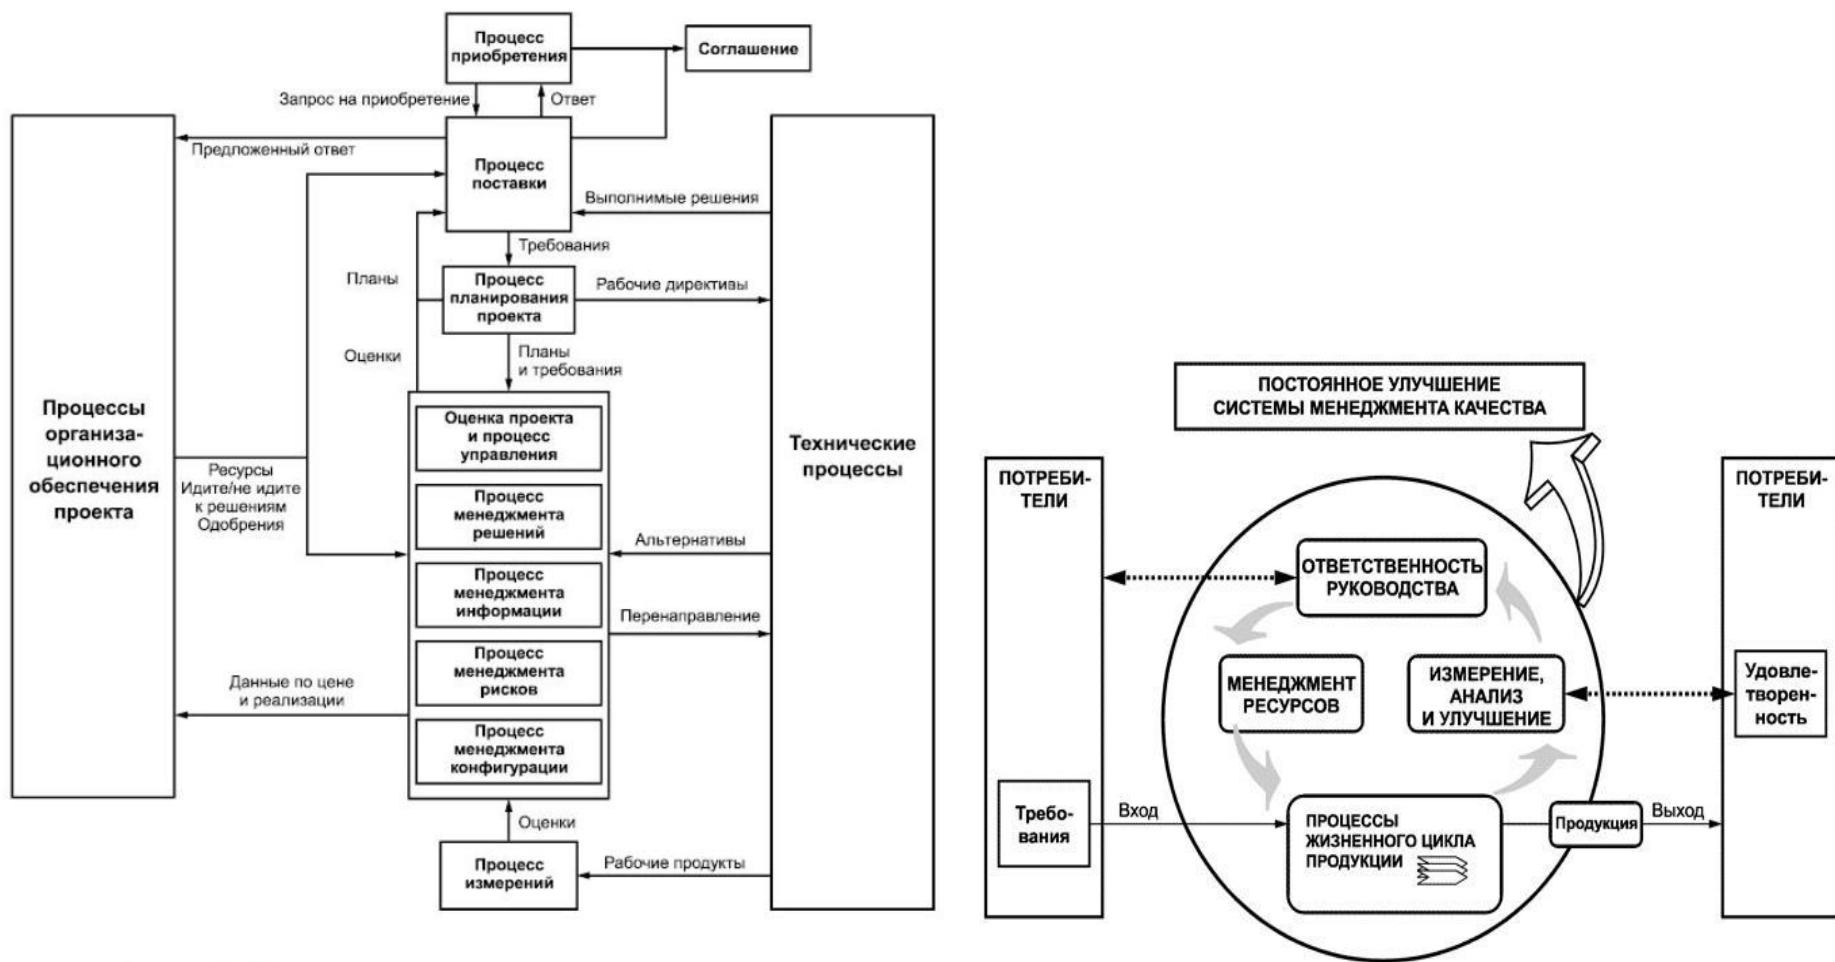 Процесс
приобретения
Соглашение
Запрос на приобретение
Ответ
Предложенный ответ
Процесс
поставки
Выполнимые решения
Требования
Планы
Процесс
планирования
проекта
Рабочие директивы
Оценки
Планы
и требования
Процессы
организа-
ционного
обеспечения
проекта
Ресурсы
Идите/не идите
к решениям
Одобрения
Оценка проекта
и процесс
управления
Процесс
менеджмента
решений
Процесс
менеджмента
информации
Процесс
менеджмента
рисков
Процесс
менеджмента
конфигурации
Технические
процессы
Альтернативы
Перенаправление
Данные по цене
и реализации
Оценки
Процесс
измерений
Рабочие продукты
ПОСТОЯННОЕ УЛУЧШЕНИЕ
СИСТЕМЫ МЕНЕДЖМЕНТА КАЧЕСТВА
ПОТРЕБИ-
ТЕЛИ
ПОТРЕБИ-
ТЕЛИ
ОТВЕТСТВЕННОСТЬ
РУКОВОДСТВА
МЕНЕДЖМЕНТ
РЕСУРСОВ
ИЗМЕРЕНИЕ,
АНАЛИЗ
И УЛУЧШЕНИЕ
Удовле-
творен-
ность
Требо-
вания
Вход
ПРОЦЕССЫ
ЖИЗНЕННОГО ЦИКЛА
ПРОДУКЦИИ
Продукция
Выход